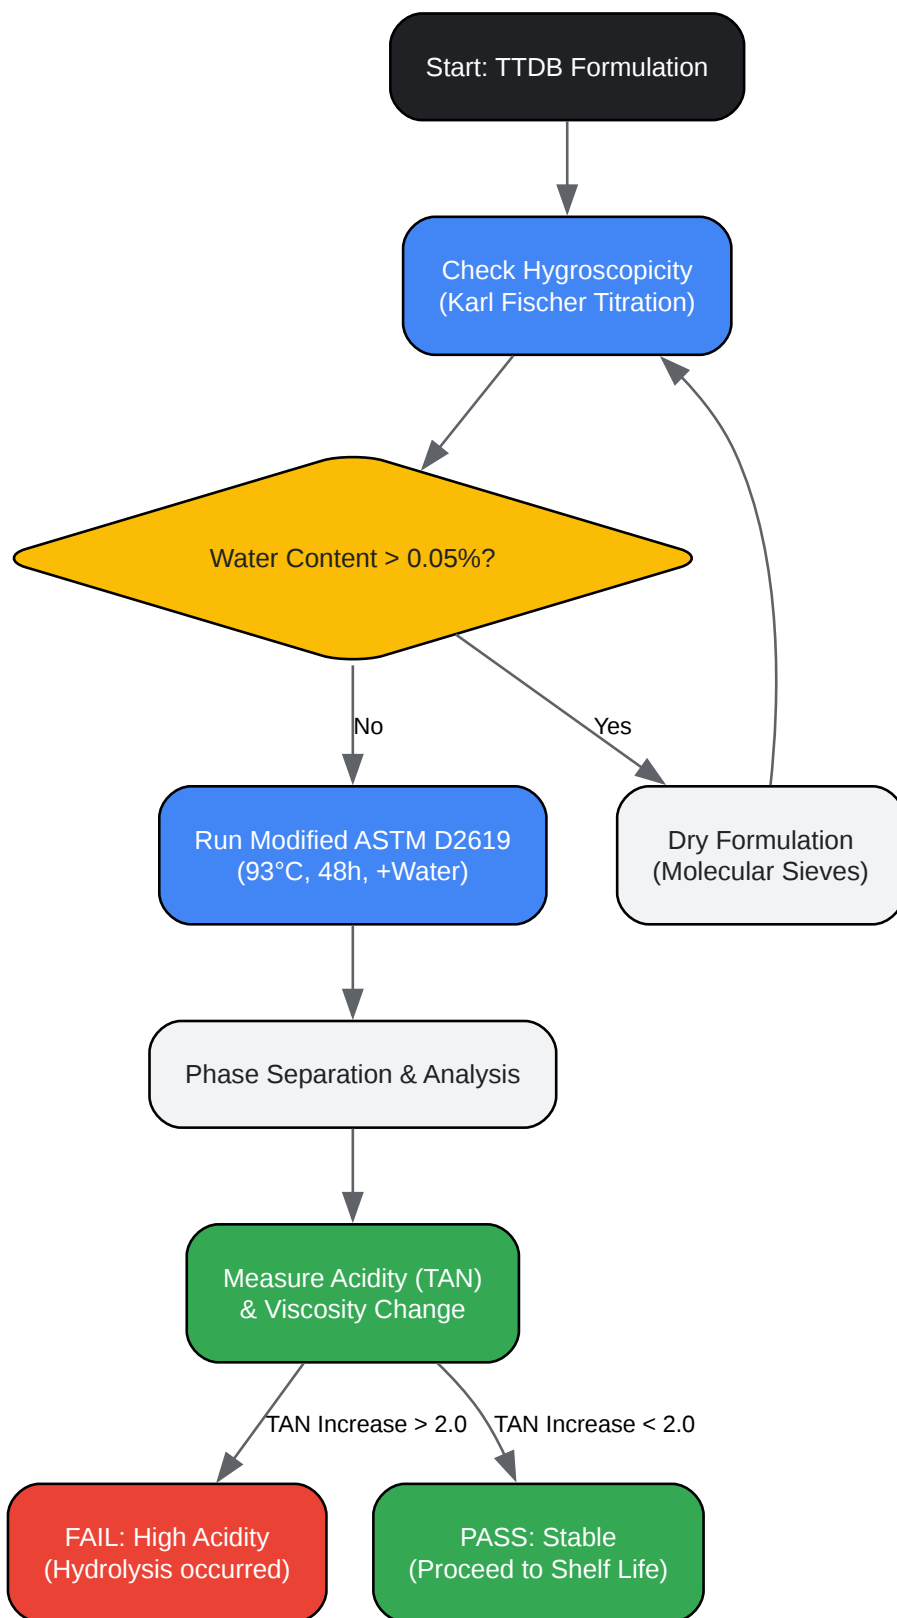 Start: TTDB Formulation
Check Hygroscopicity
(Karl Fischer Titration)
Water Content > 0.05%?
No
Yes
Run Modified ASTM D2619
(93°C, 48h, +Water)
Dry Formulation
(Molecular Sieves)
Phase Separation & Analysis
Measure Acidity (TAN)
& Viscosity Change
TAN Increase > 2.0
TAN Increase < 2.0
FAIL: High Acidity
(Hydrolysis occurred)
PASS: Stable
(Proceed to Shelf Life)